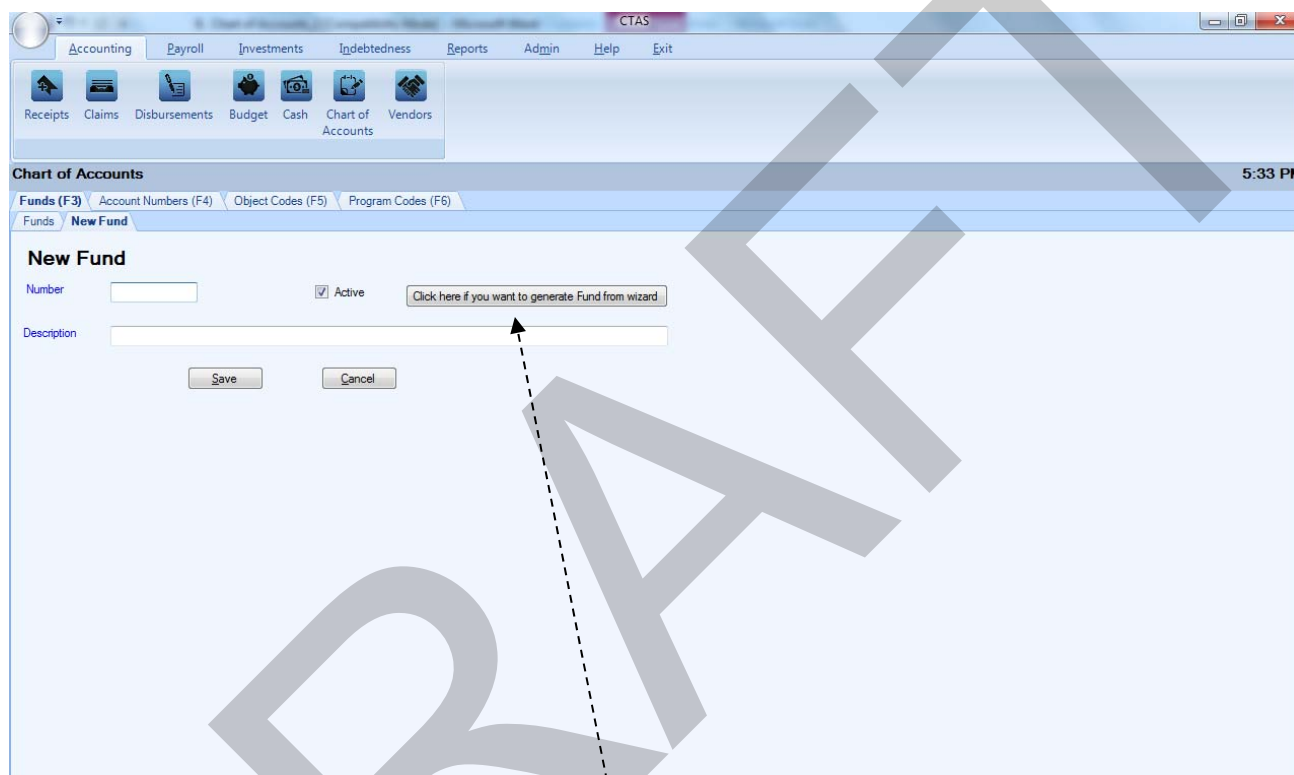 CTAS
Accounting Payroll Investments Indebtedness Reports Admin Help Exit
Receipts Claims Disbursements Budget Cash Chart of Accounts Vendors
Chart of Accounts 5:33 PM
Funds (F3) Account Numbers (F4) Object Codes (F5) Program Codes (F6)
Funds New Fund
New Fund
Number Active Click here if you want to generate Fund from wizard
Description
Save Cancel
RAFT